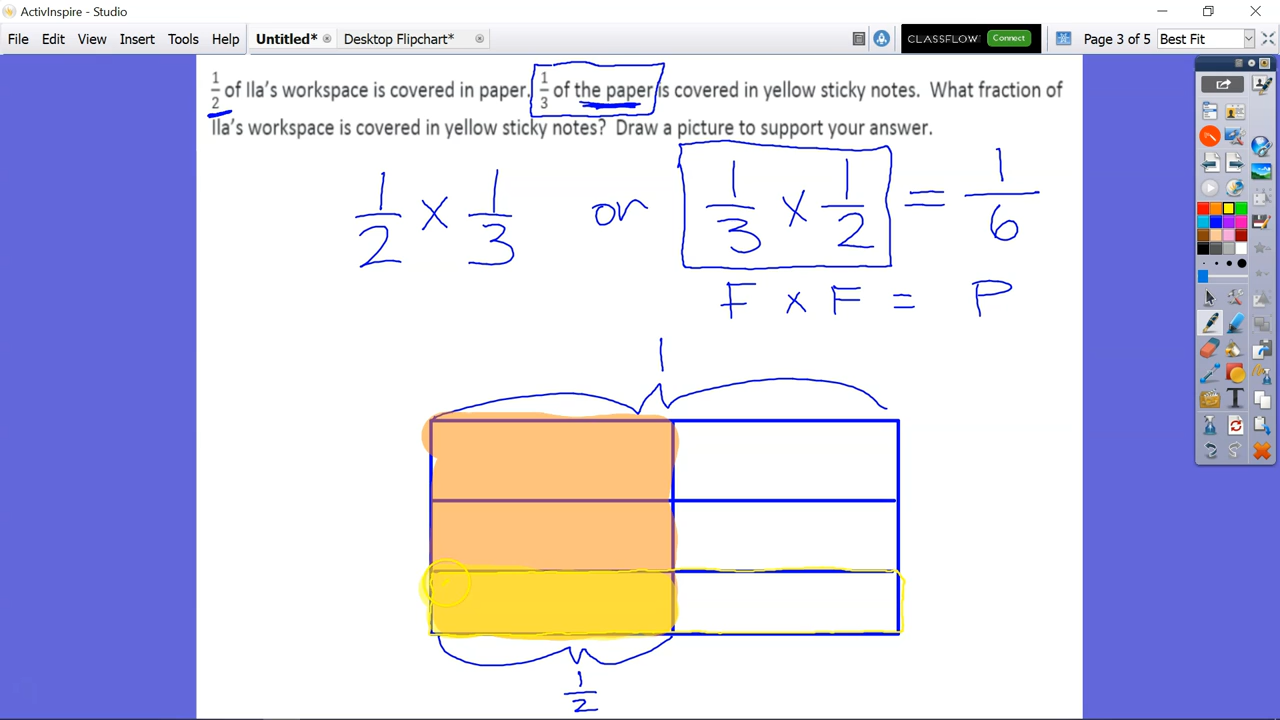 ActivInspire - Studio
File Edit View Insert Tools Help Untitled* Desktop Flipchart* CLASSFLOW Connect Page 3 of 5 Best Fit
1/2 of Ila's workspace is covered in paper. 1/3 of the paper is covered in yellow sticky notes. What fraction of
Ila's workspace is covered in yellow sticky notes? Draw a picture to support your answer.
1/2 x 1/3 or 1/3 x 1/2 = 1/6
F x F = P
1
1/2